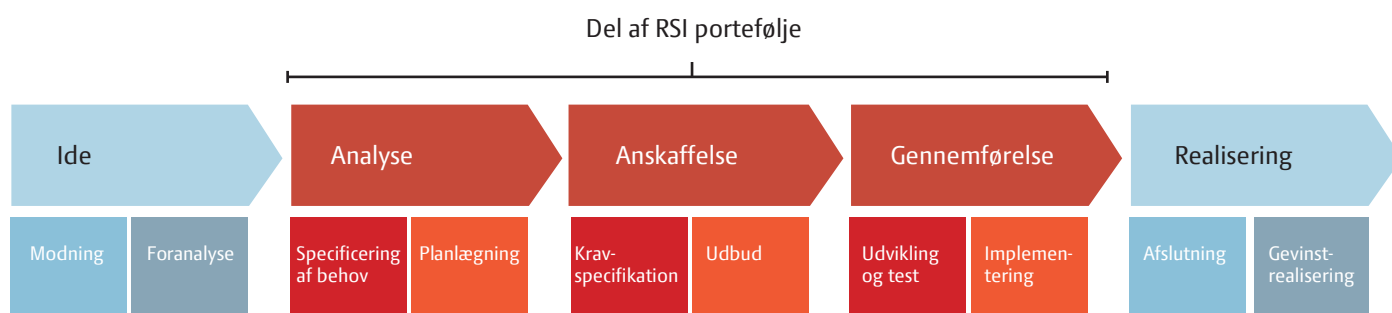 Del af RSI portefølje
Ide
Analyse
Anskaffelse
Gennemførelse
Realisering
Modning
Foranalyse
Specificering
af behov
Planlægning
Krav-
specifikation
Udbud
Udvikling
og test
Implemen-
tering
Afslutning
Gevinst-
realisering